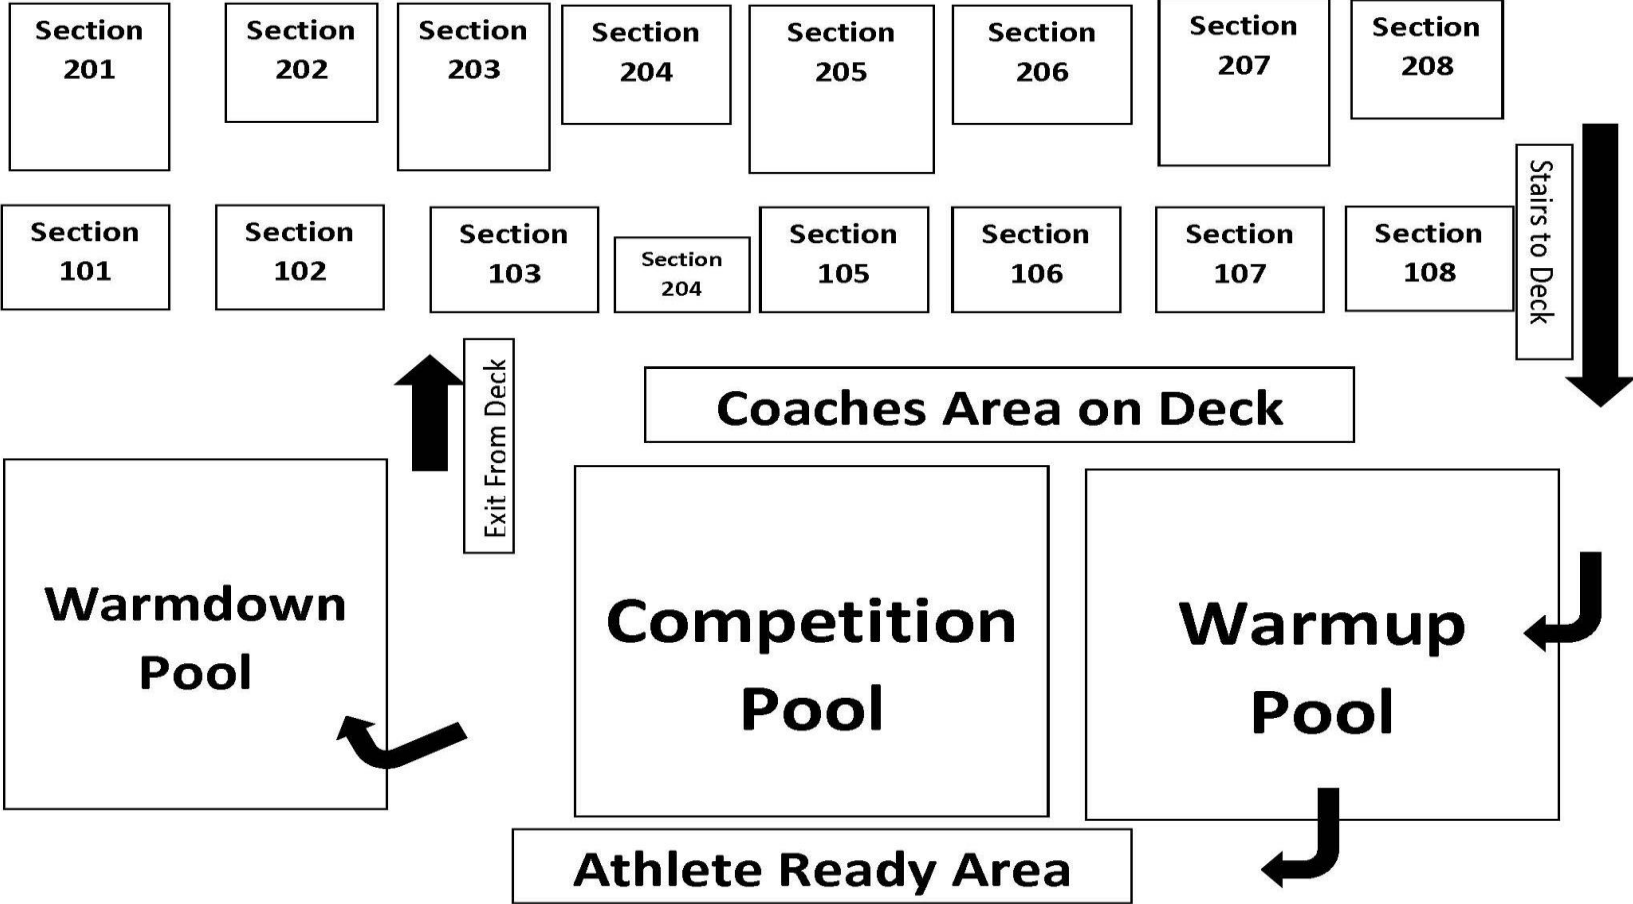 Section
201
Section
202
Section
203
Section
204
Section
205
Section
206
Section
207
Section
208
Section
101
Section
102
Section
103
Section
204
Section
105
Section
106
Section
107
Section
108
Stairs to Deck
Exit From Deck
Coaches Area on Deck
Warmdown
Pool
Competition
Pool
Warmup
Pool
Athlete Ready Area